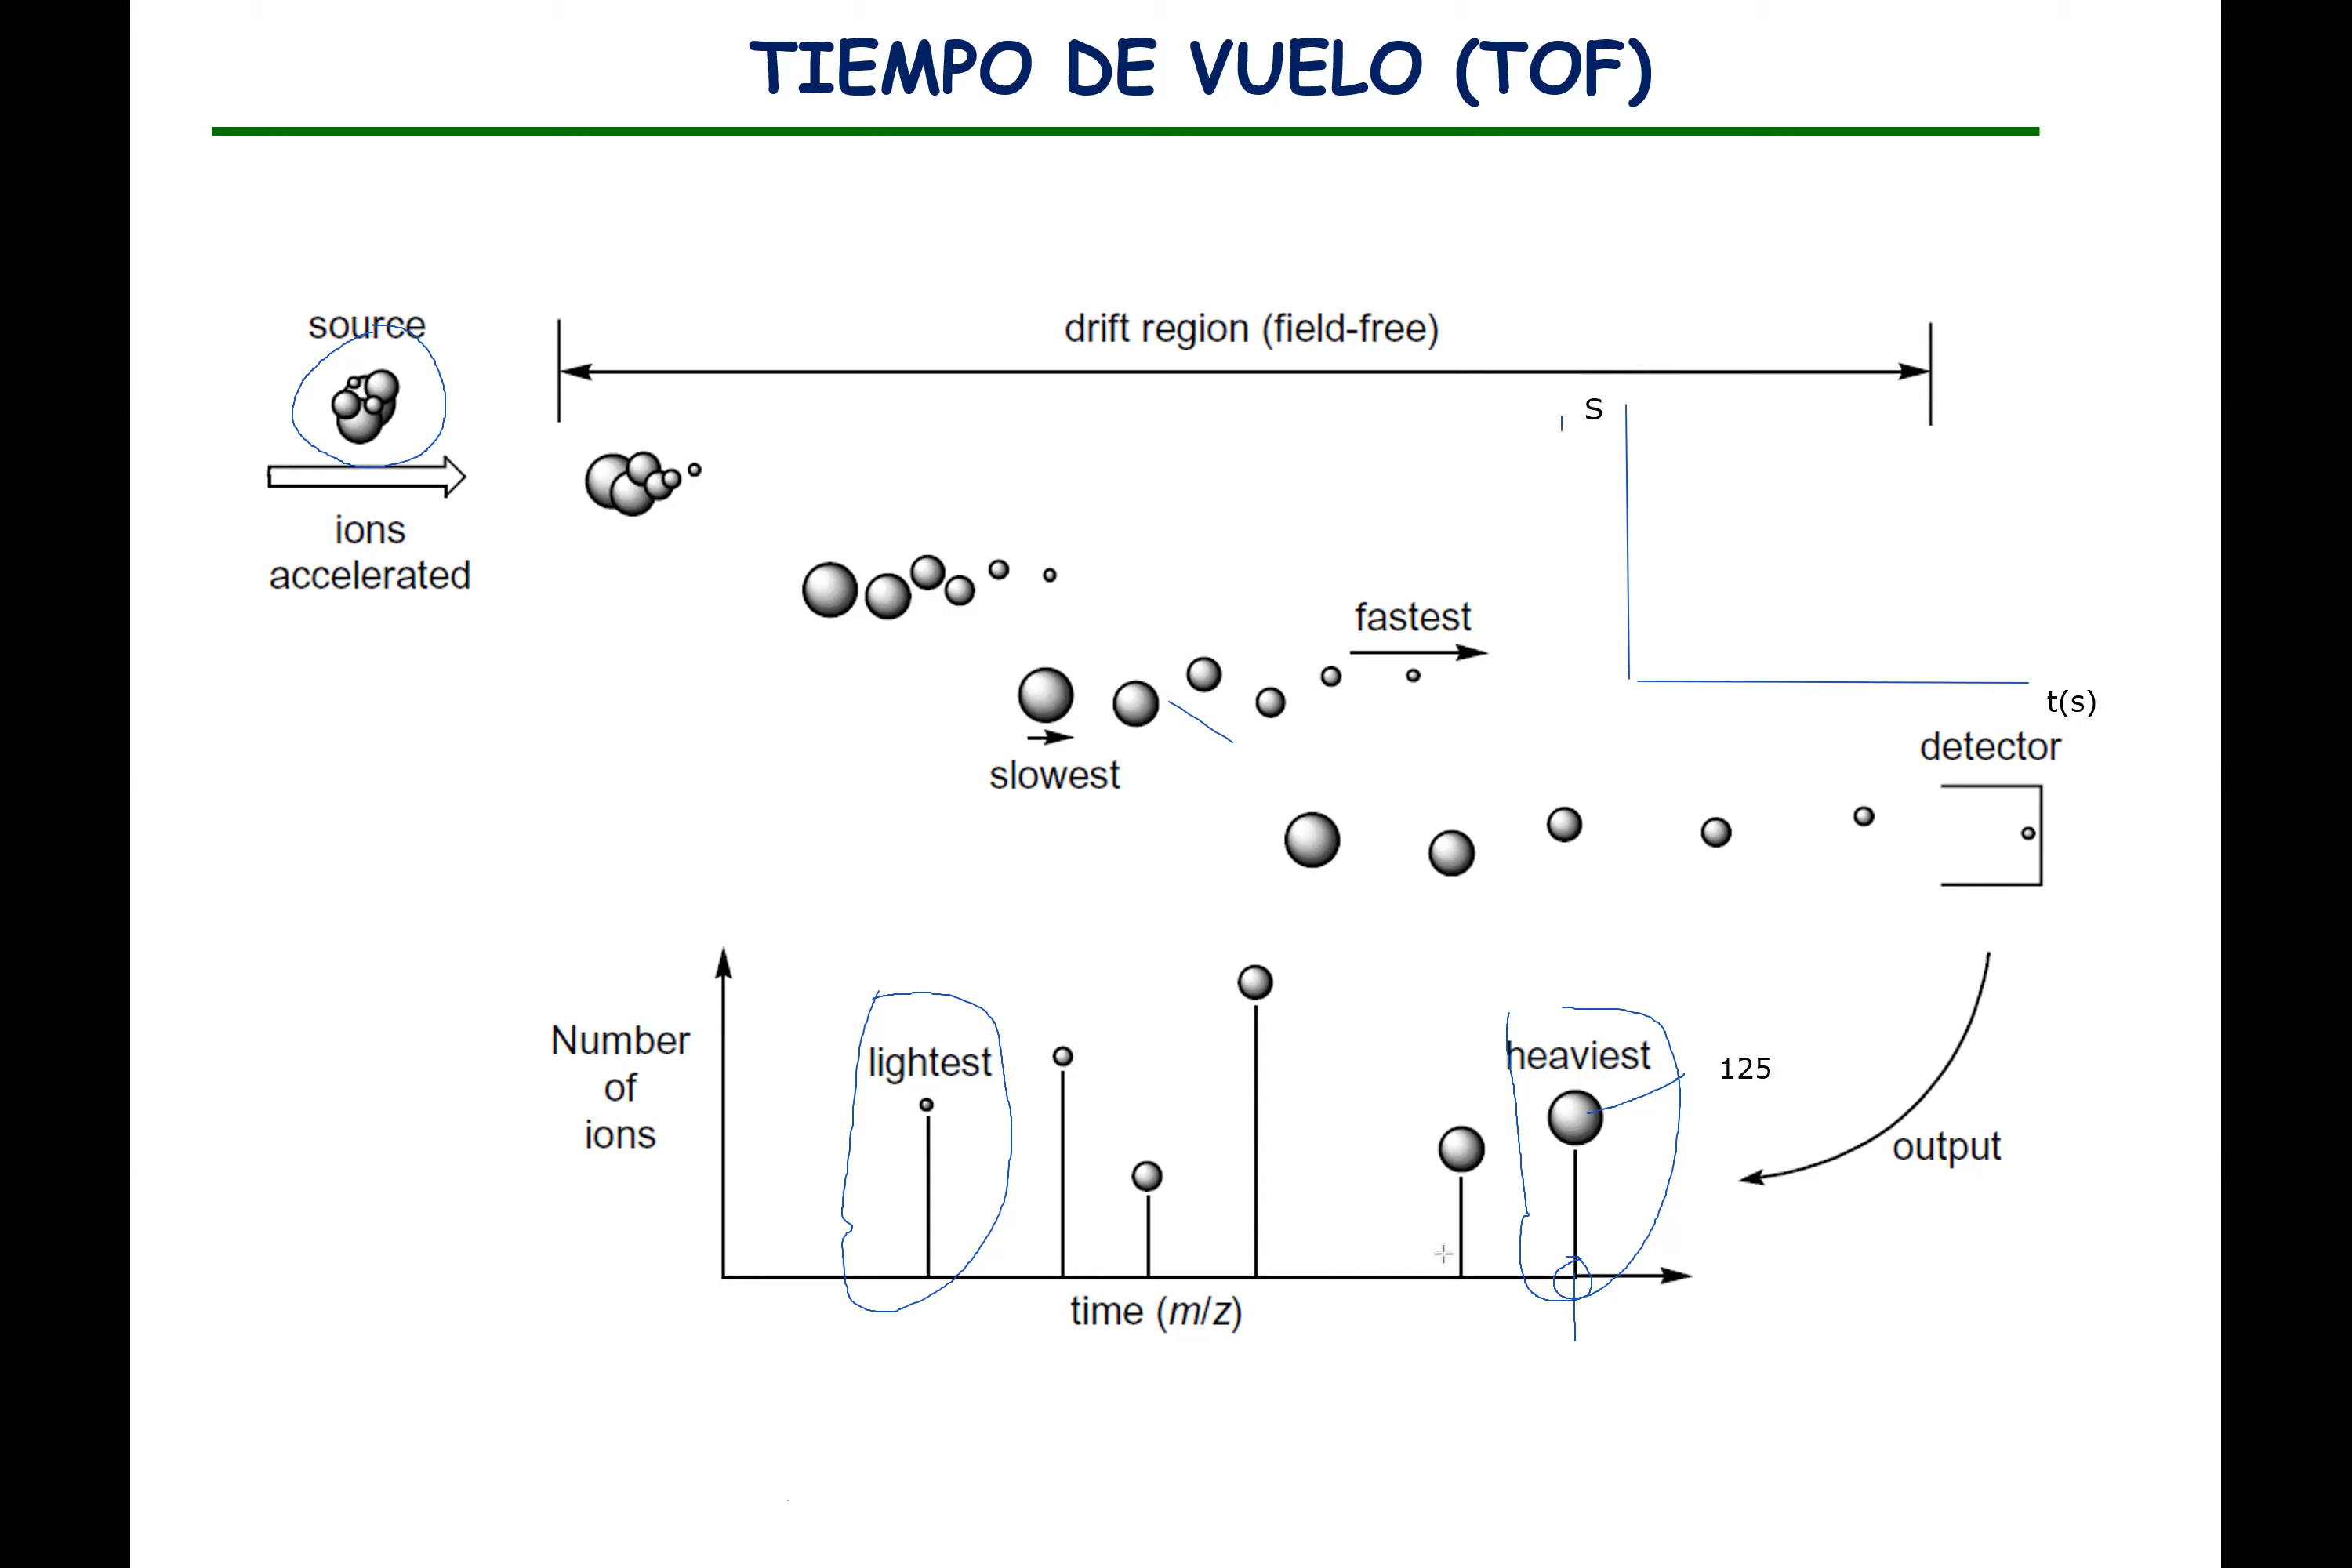 TIEMPO DE VUELO (TOF)
source
drift region (field-free)
S
ions
accelerated
fastest
slowest
t(s)
detector
Number
of
ions
lightest
heaviest
125
output
time (m/z)